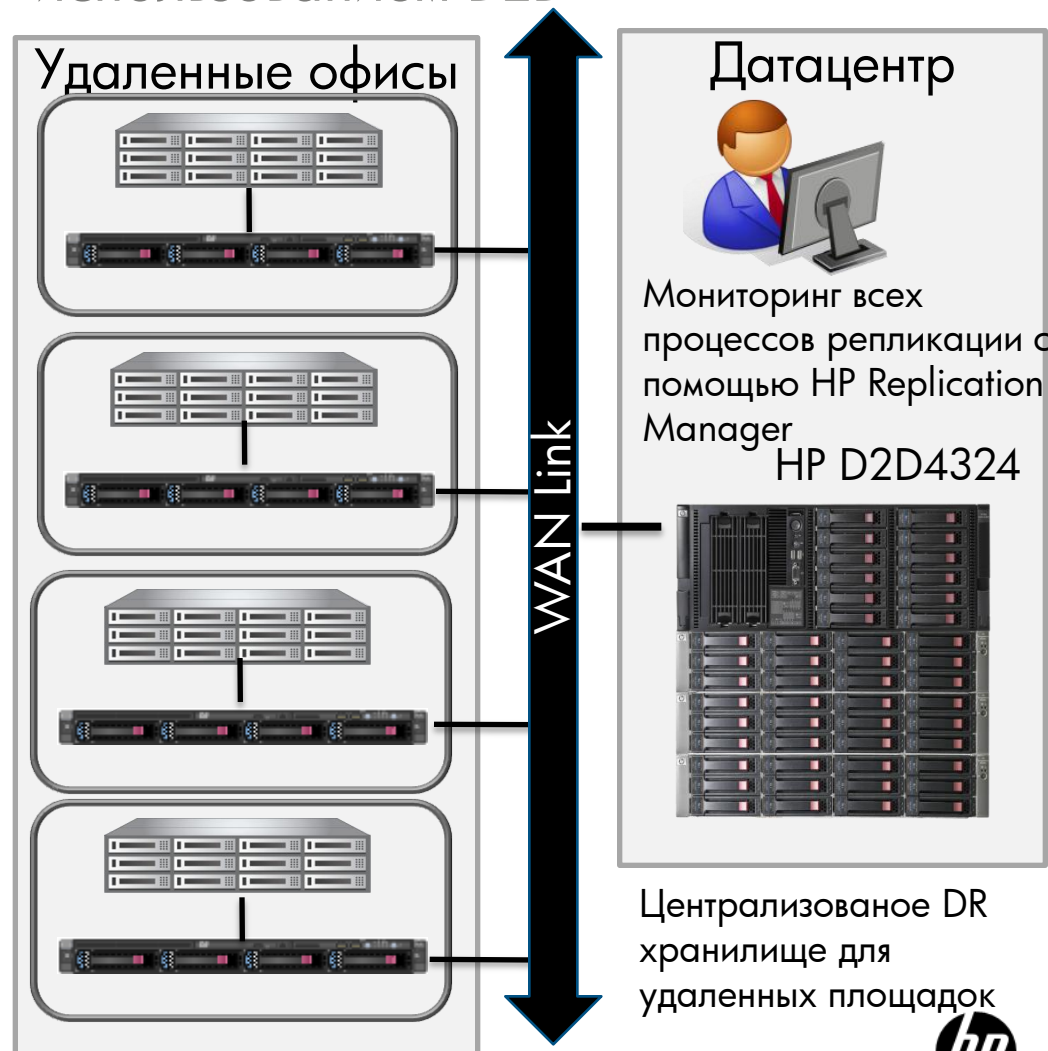 Удаленные офисы
WAN Link
Датацентр
Мониторинг всех
процессов репликации с
помощью HP Replication
Manager
HP D2D4324
Централизованое DR
хранилище для
удаленных площадок
hp